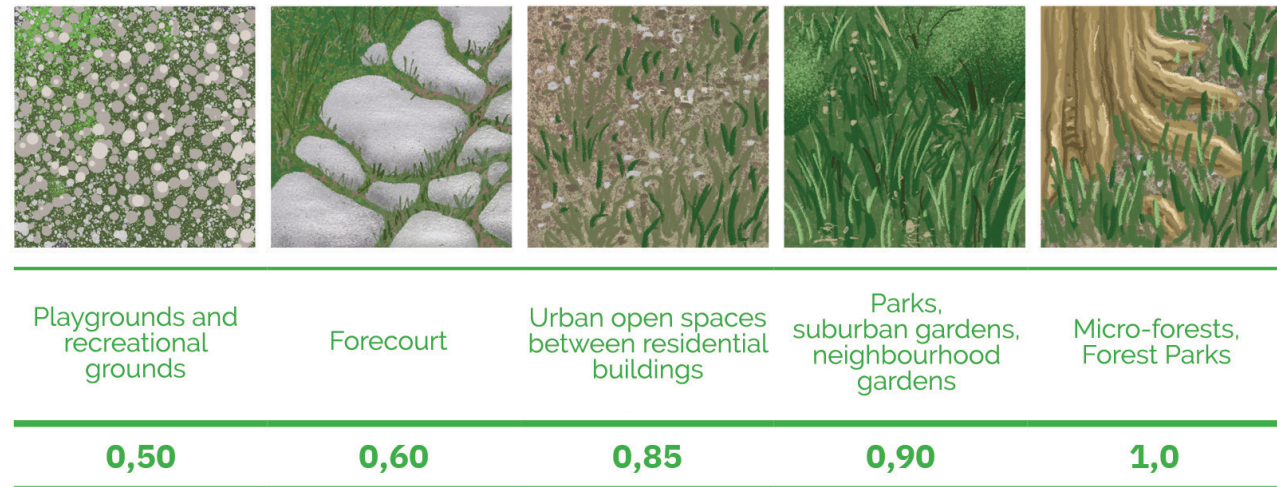 Playgrounds and
recreational
grounds
Forecourt
Urban open spaces
between residential
buildings
Parks,
suburban gardens,
neighbourhood
gardens
Micro-forests,
Forest Parks
0,50
0,60
0,85
0,90
1,0